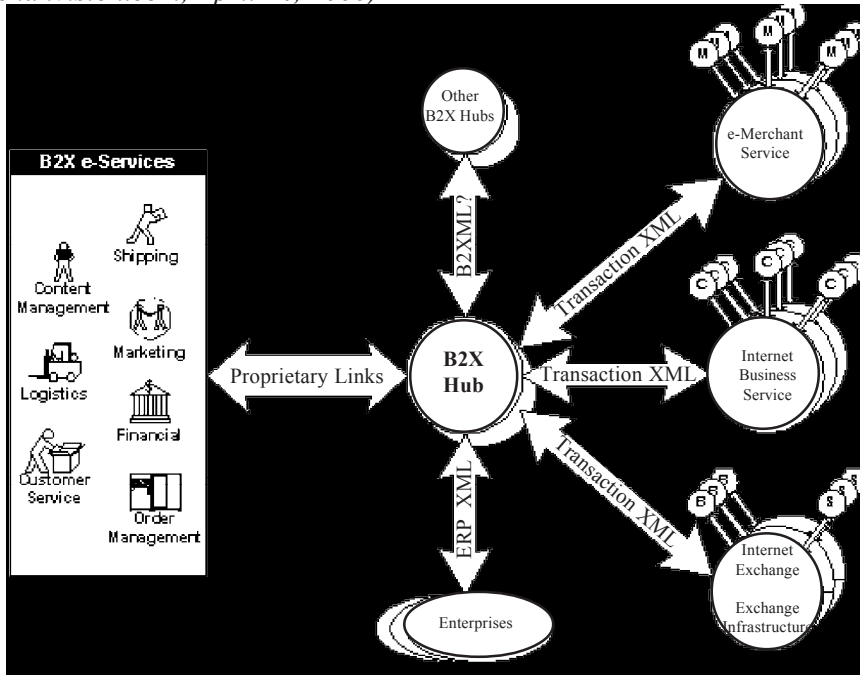 B2X e-Services
Shipping
Content
Management
Marketing
Logistics
Financial
Customer
Service
Order
Management
Proprietary Links
Other
B2X Hubs
B2XML?
B2X
Hub
ERP XML
Enterprises
Transaction XML
Transaction XML
Transaction XML
M
M
M
e-Merchant
Service
C
C
C
Internet
Business
Service
B
B
S
Internet
Exchange
Exchange
Infrastructure